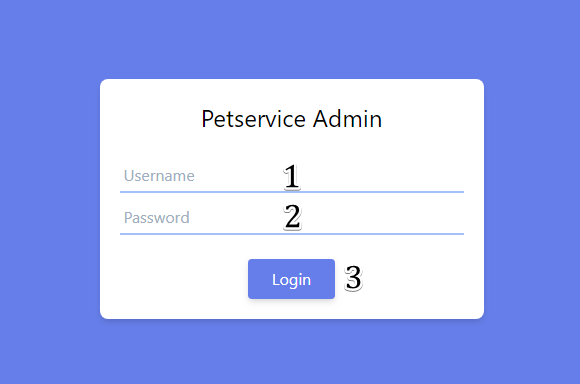 Petservice Admin
Username 1
Password 2
Login 3